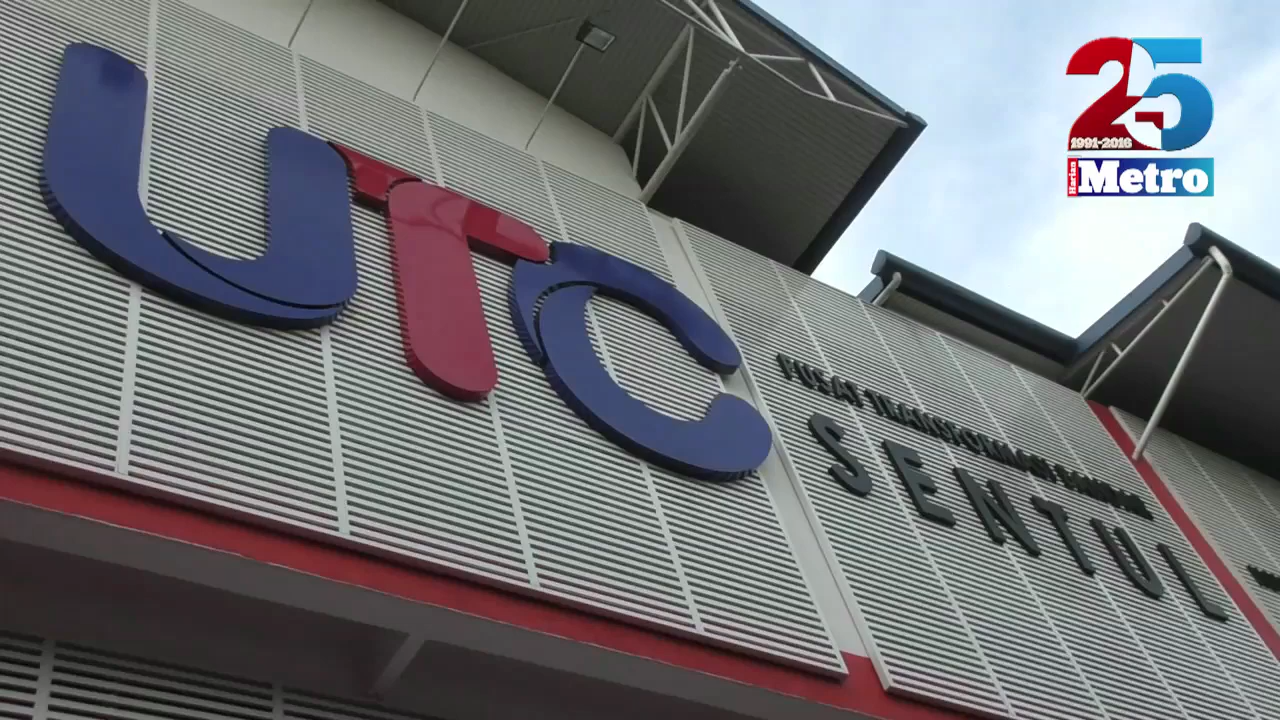 25
1991-2016
Harian Metro
UTC
PUSAT TRANSFORMASI BANDAR
SENTUL